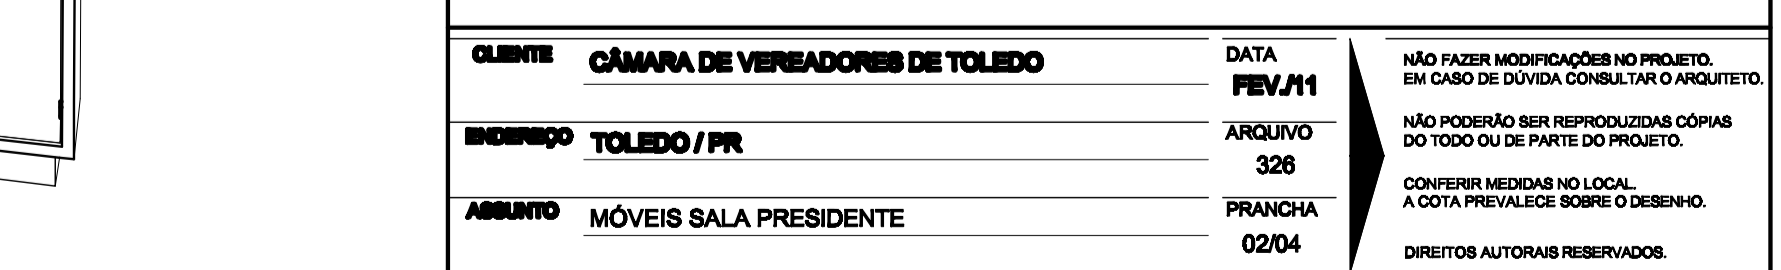 CLIENTE
CÂMARA DE VEREADORES DE TOLEDO
DATA
FEV./11
ENDEREÇO
TOLEDO / PR
ARQUIVO
326
ASSUNTO
MÓVEIS SALA PRESIDENTE
PRANCHA
02/04
NÃO FAZER MODIFICAÇÕES NO PROJETO.
EM CASO DE DÚVIDA CONSULTAR O ARQUITETO.
NÃO PODERÃO SER REPRODUZIDAS CÓPIAS
DO TODO OU DE PARTE DO PROJETO.
CONFERIR MEDIDAS NO LOCAL.
A COTA PREVALECE SOBRE O DESENHO.
DIREITOS AUTORAIS RESERVADOS.